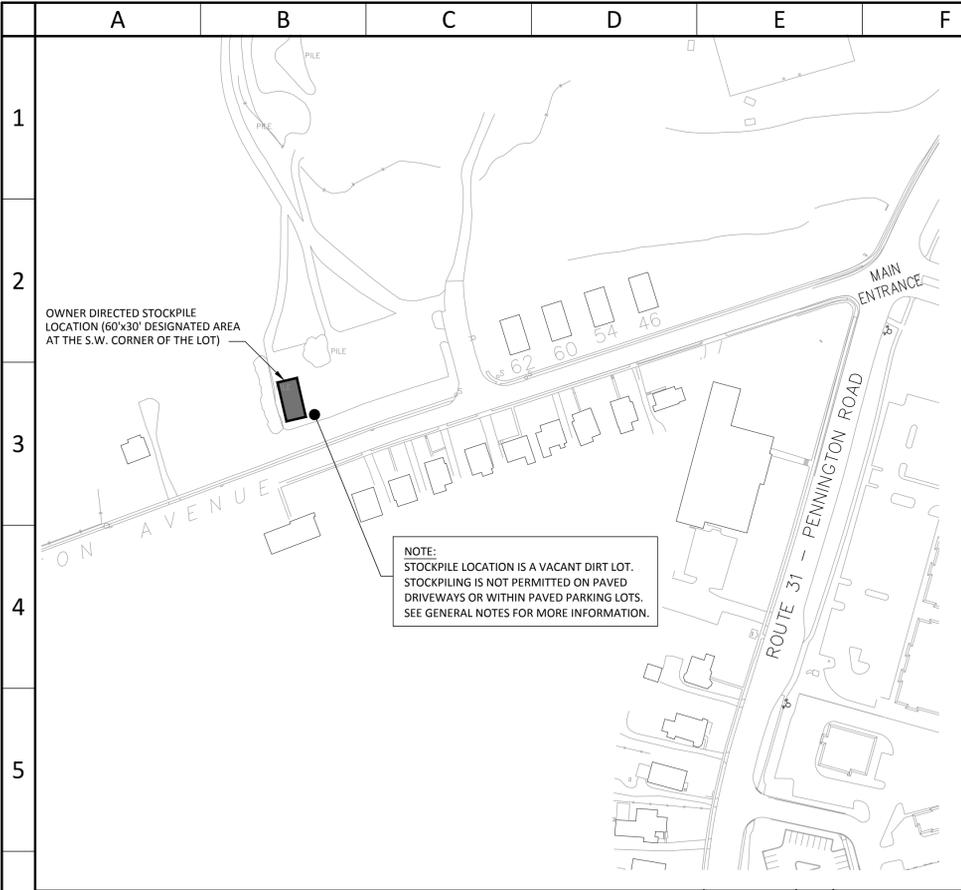 A B C D E F
1
2
3
4
5
PILE
PILE
PILE
OWNER DIRECTED STOCKPILE
LOCATION (60'x30' DESIGNATED AREA
AT THE S.W. CORNER OF THE LOT)
62 60 54 46
MAIN
ENTRANCE
ON AVENUE
ROUTE 31 - PENNINGTON ROAD
NOTE:
STOCKPILE LOCATION IS A VACANT DIRT LOT.
STOCKPILING IS NOT PERMITTED ON PAVED
DRIVEWAYS OR WITHIN PAVED PARKING LOTS.
SEE GENERAL NOTES FOR MORE INFORMATION.